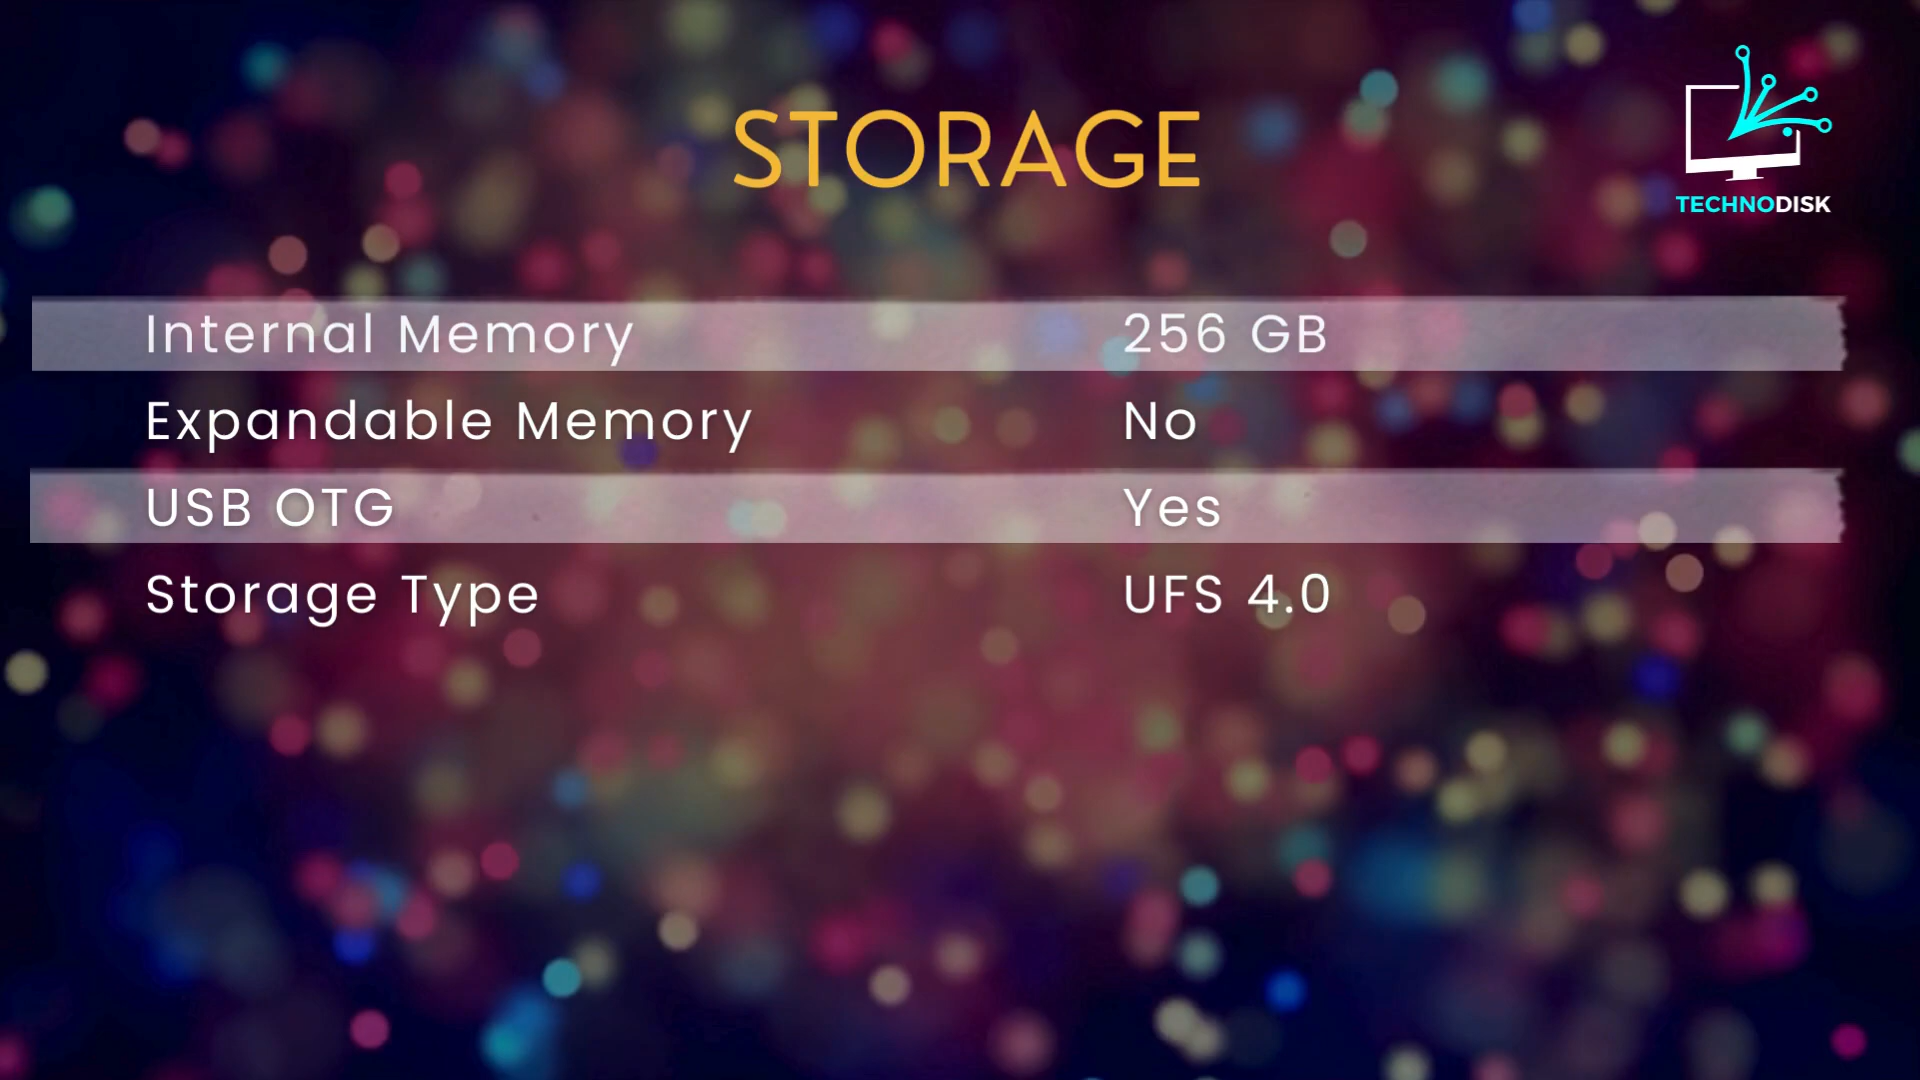 STORAGE
TECHNODISK
Internal Memory 256 GB
Expandable Memory No
USB OTG Yes
Storage Type UFS 4.0